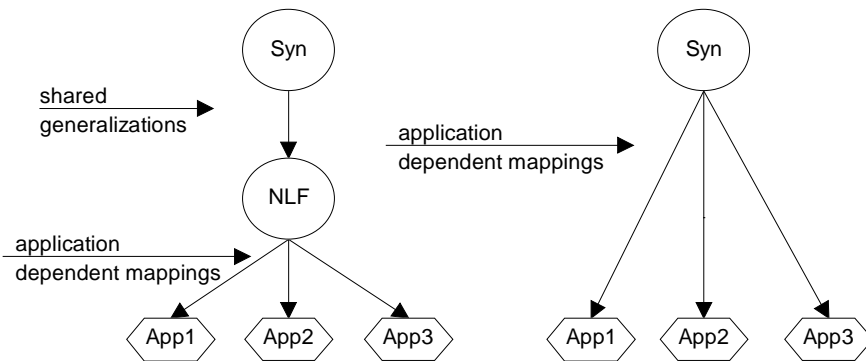 Syn
shared
generalizations
NLF
application
dependent mappings
App1 App2 App3
Syn
application
dependent mappings
App1 App2 App3